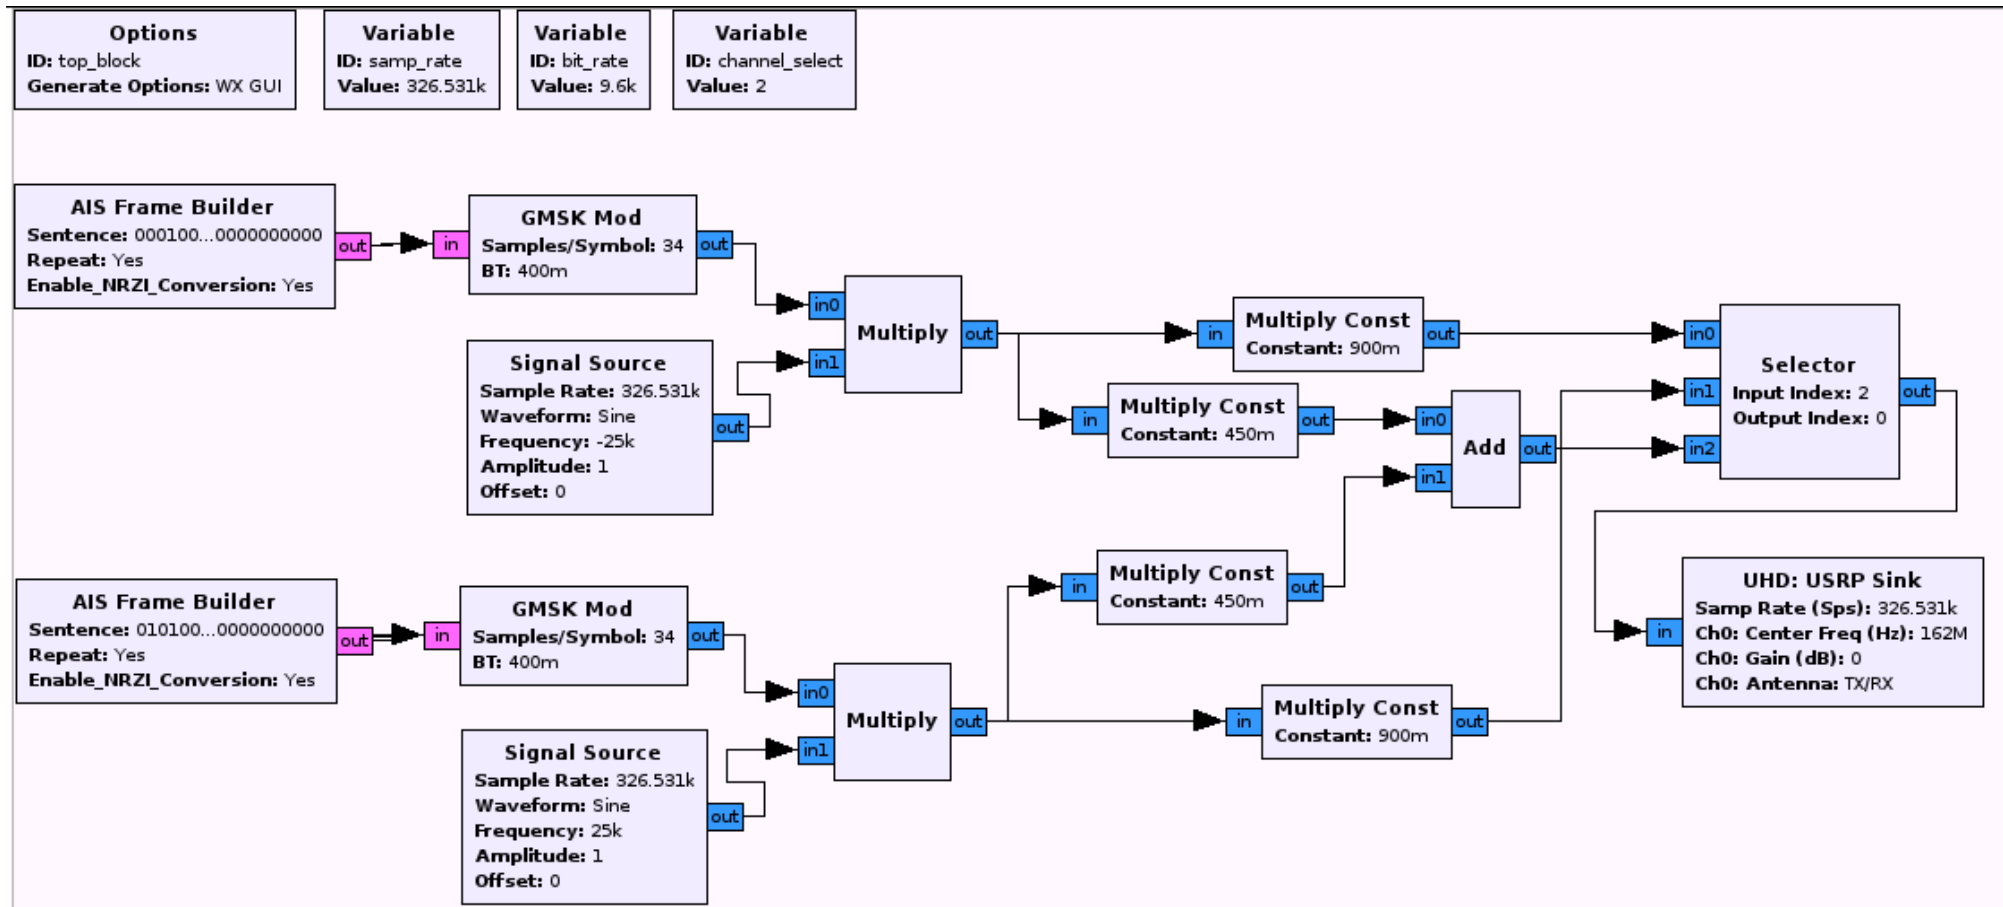 Options
ID: top_block
Generate Options: WX GUI
Variable
ID: samp_rate
Value: 326.531k
Variable
ID: bit_rate
Value: 9.6k
Variable
ID: channel_select
Value: 2
AIS Frame Builder
Sentence: 000100...0000000000
Repeat: Yes
Enable_NRZI_Conversion: Yes
out
in
GMSK Mod
Samples/Symbol: 34
BT: 400m
out
Signal Source
Sample Rate: 326.531k
Waveform: Sine
Frequency: -25k
Amplitude: 1
Offset: 0
out
in0
in1
Multiply
out
in
Multiply Const
Constant: 900m
out
in
Multiply Const
Constant: 450m
out
in0
in1
Add
out
in0
in1
in2
Selector
Input Index: 2
Output Index: 0
out
AIS Frame Builder
Sentence: 010100...0000000000
Repeat: Yes
Enable_NRZI_Conversion: Yes
out
in
GMSK Mod
Samples/Symbol: 34
BT: 400m
out
Signal Source
Sample Rate: 326.531k
Waveform: Sine
Frequency: 25k
Amplitude: 1
Offset: 0
out
in0
in1
Multiply
out
in
Multiply Const
Constant: 450m
out
in
Multiply Const
Constant: 900m
out
in
UHD: USRP Sink
Samp Rate (Sps): 326.531k
Ch0: Center Freq (Hz): 162M
Ch0: Gain (dB): 0
Ch0: Antenna: TX/RX